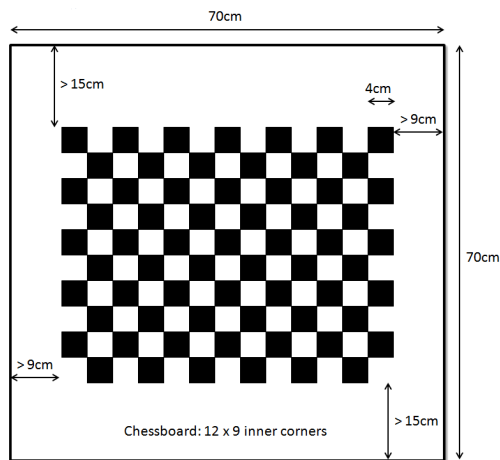 70cm
> 15cm
4cm
> 9cm
70cm
> 9cm
> 15cm
Chessboard: 12 x 9 inner corners